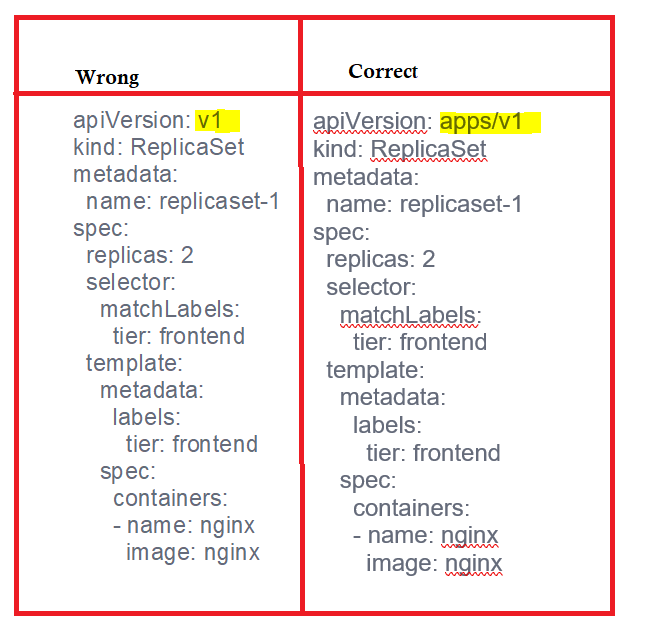 Wrong
apiVersion: v1
kind: ReplicaSet
metadata:
  name: replicaset-1
spec:
  replicas: 2
  selector:
    matchLabels:
      tier: frontend
  template:
    metadata:
      labels:
        tier: frontend
    spec:
      containers:
      - name: nginx
        image: nginx
Correct
apiVersion: apps/v1
kind: ReplicaSet
metadata:
  name: replicaset-1
spec:
  replicas: 2
  selector:
    matchLabels:
      tier: frontend
  template:
    metadata:
      labels:
        tier: frontend
    spec:
      containers:
      - name: nginx
        image: nginx